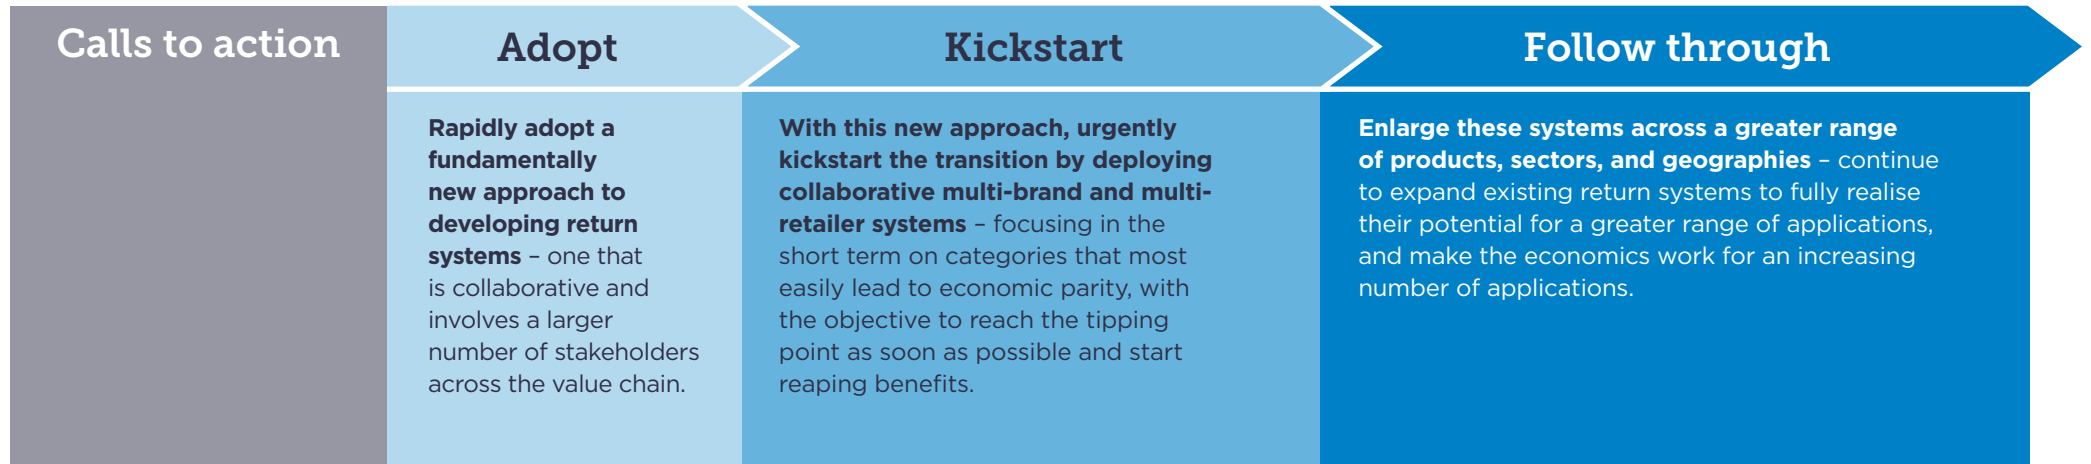 Calls to action
Adopt
Kickstart
Follow through
Rapidly adopt a
fundamentally
new approach to
developing return
systems – one that
is collaborative and
involves a larger
number of stakeholders
across the value chain.
With this new approach, urgently
kickstart the transition by deploying
collaborative multi-brand and multi-
retailer systems – focusing in the
short term on categories that most
easily lead to economic parity, with
the objective to reach the tipping
point as soon as possible and start
reaping benefits.
Enlarge these systems across a greater range
of products, sectors, and geographies – continue
to expand existing return systems to fully realise
their potential for a greater range of applications,
and make the economics work for an increasing
number of applications.